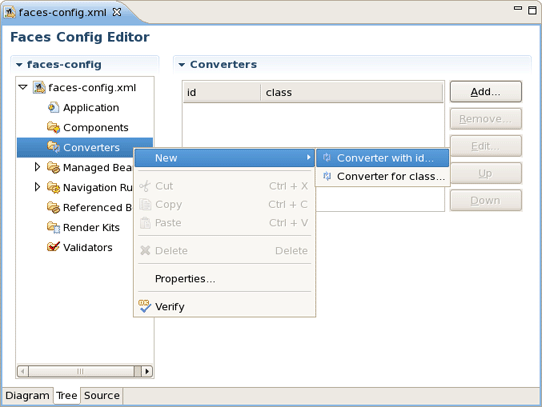 faces-config.xml
Faces Config Editor
faces-config
Converters
faces-config.xml
id class
Add...
Application
Remove...
Components
Converters
Edit...
New
Converter with id...
Managed Bea
Up
Converter for class...
Cut Ctrl + X
Navigation Ru
Down
Copy Ctrl + C
Referenced B
Paste Ctrl + V
Render Kits
Delete Delete
Validators
Properties...
Verify
Diagram Tree Source